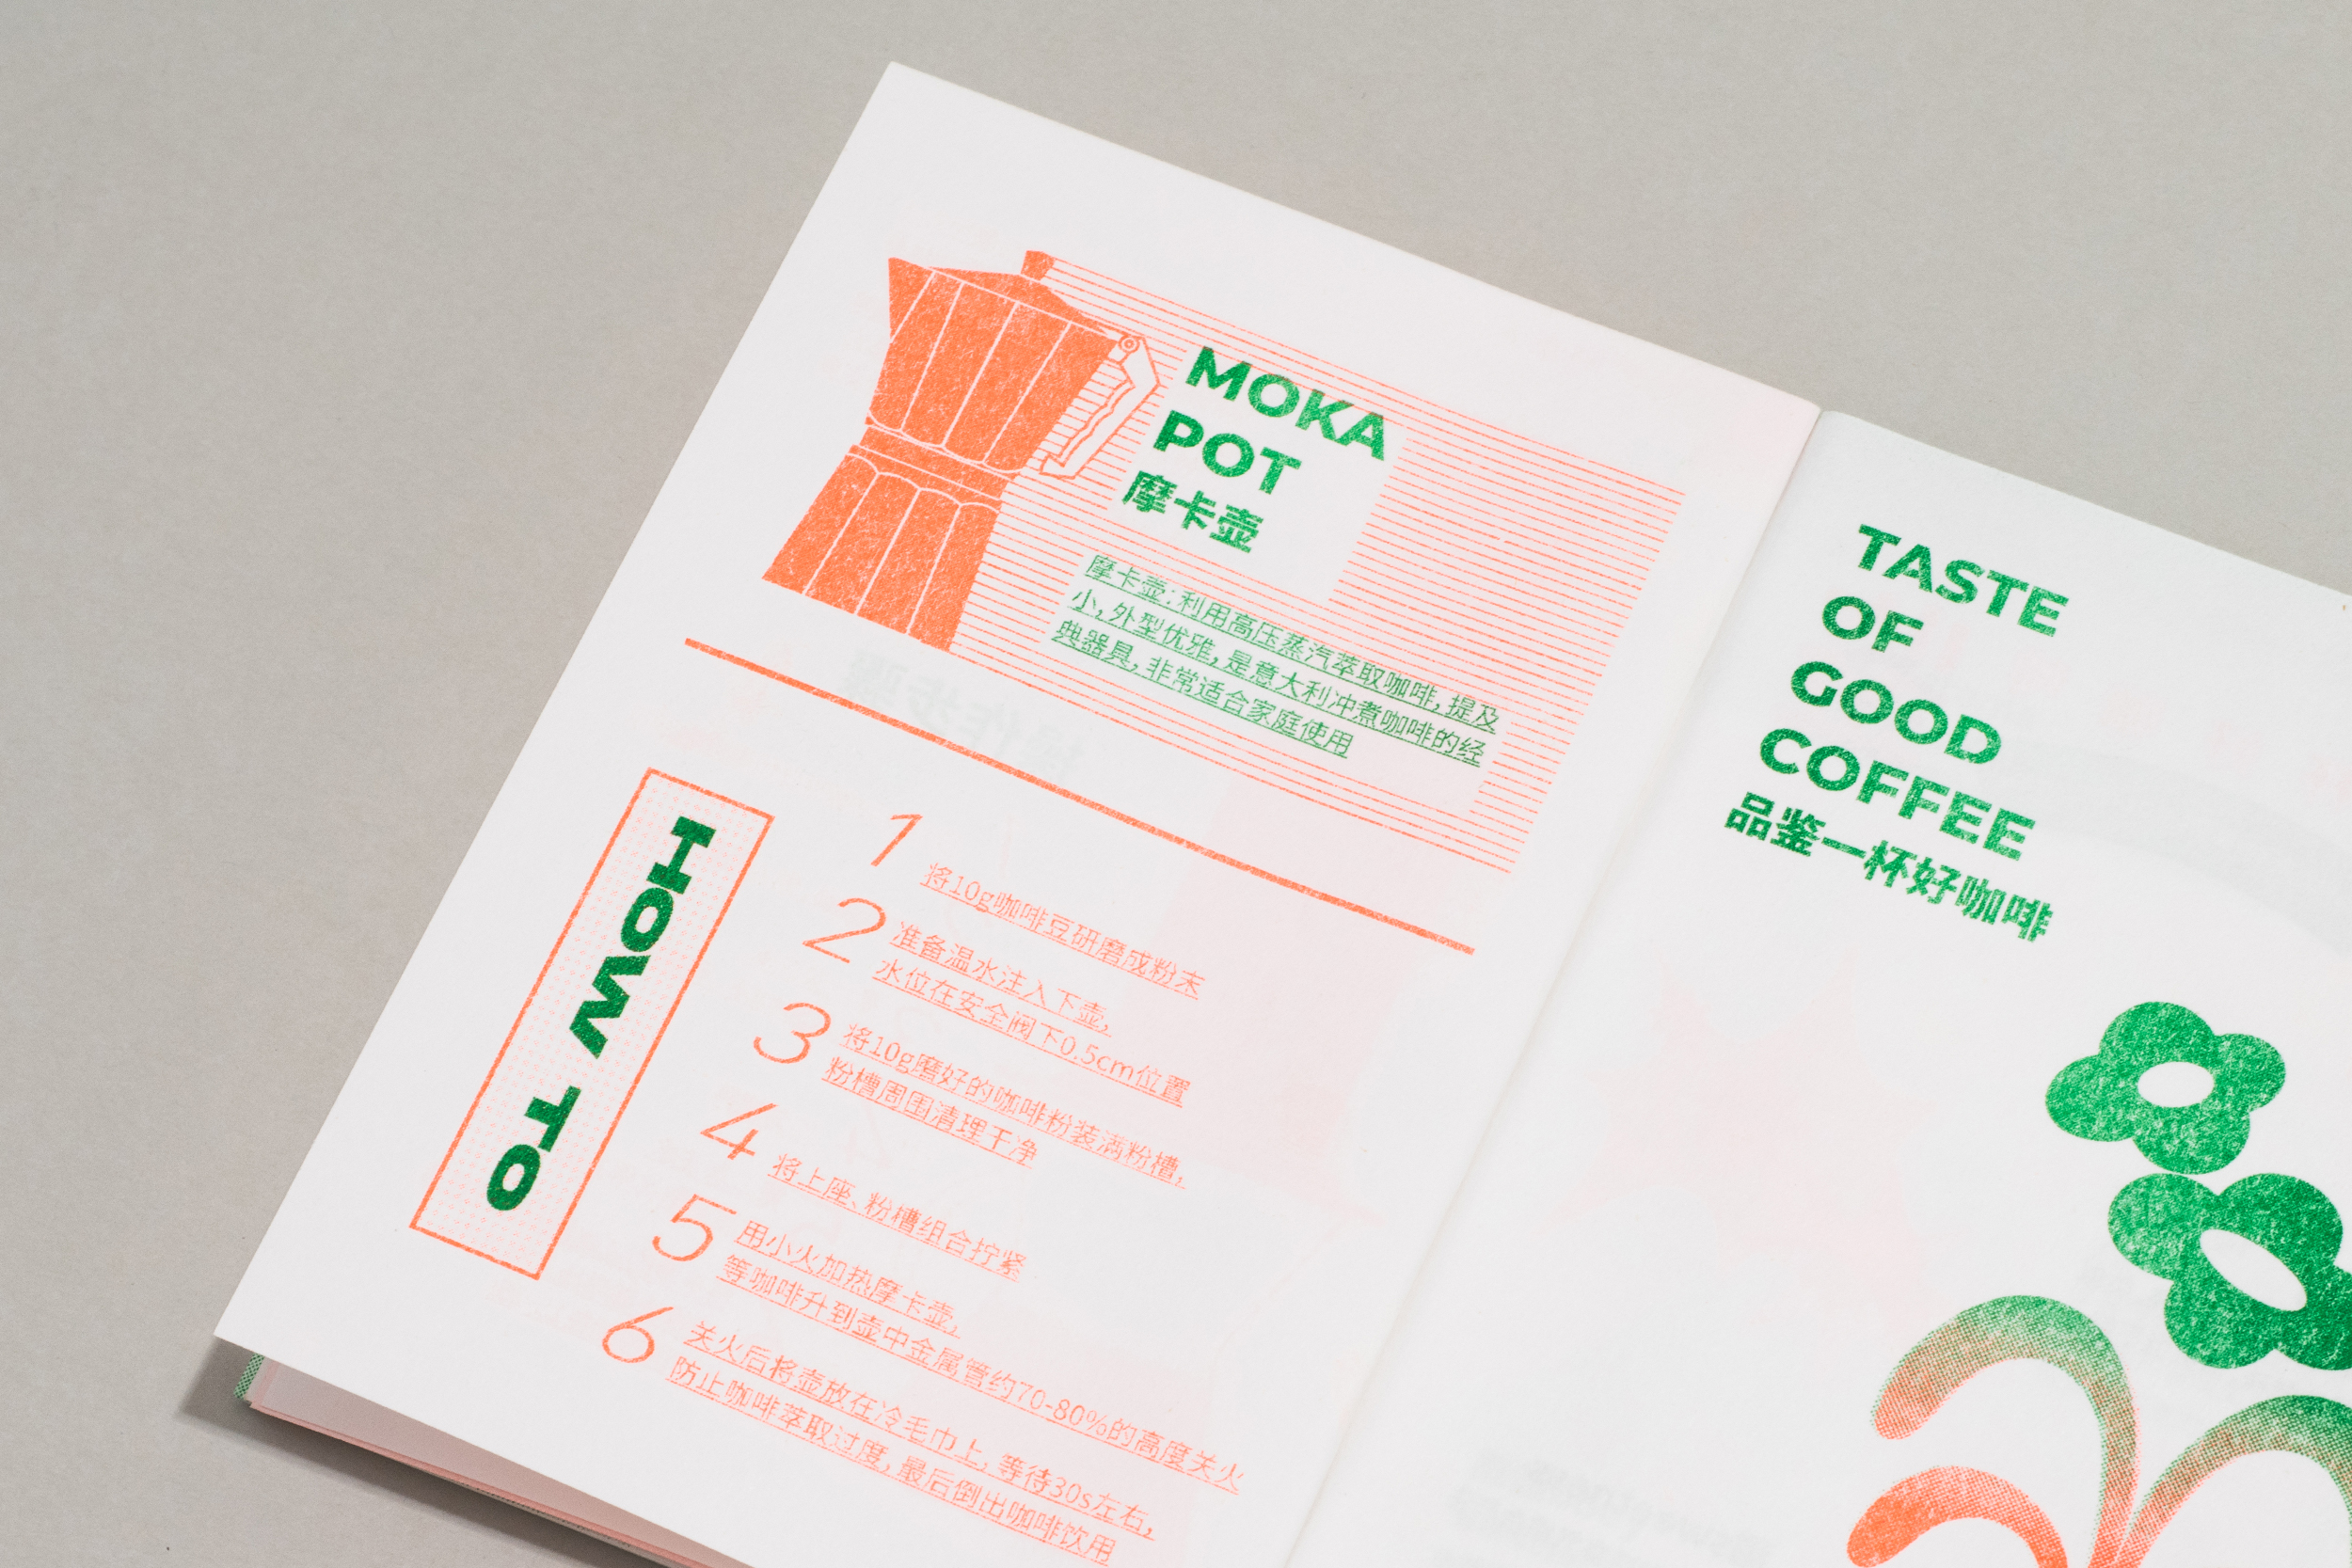 MOKA
POT
摩卡壶
摩卡壶：利用高压蒸汽萃取咖啡，提及
小，外型优雅，是意大利冲煮咖啡的经
典器具，非常适合家庭使用
HOW TO
1
将10g咖啡豆研磨成粉末
2
准备温水注入下壶，
水位在安全阀下0.5cm位置
3
将10g磨好的咖啡粉装满粉槽，
粉槽周围清理干净
4
将上座、粉槽组合拧紧
5
用小火加热摩卡壶，
等咖啡升到壶中金属管约70-80%的高度关火
6
关火后将壶放在冷毛巾上，等待30s左右，
防止咖啡萃取过度，最后倒出咖啡饮用
TASTE
OF
GOOD
COFFEE
品鉴一杯好咖啡